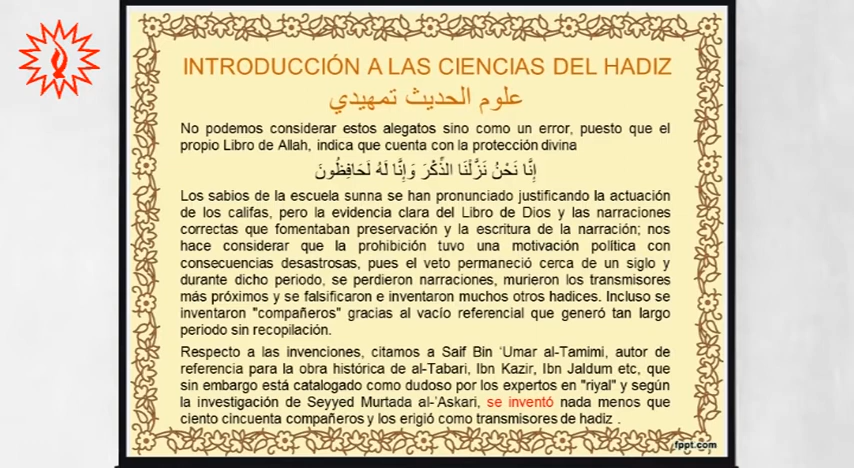 INTRODUCCIÓN A LAS CIENCIAS DEL HADIZ
علوم الحديث تمهيدي
No podemos considerar estos alegatos sino como un error, puesto que el
propio Libro de Allah, indica que cuenta con la protección divina
إِنَّا نَحْنُ نَزَّلْنَا الذِّكْرَ وَإِنَّا لَهُ لَحَافِظُونَ
Los sabios de la escuela sunna se han pronunciado justificando la actuación
de los califas, pero la evidencia clara del Libro de Dios y las narraciones
correctas que fomentaban preservación y la escritura de la narración; nos
hace considerar que la prohibición tuvo una motivación política con
consecuencias desastrosas, pues el veto permaneció cerca de un siglo y
durante dicho periodo, se perdieron narraciones, murieron los transmisores
más próximos y se falsificaron e inventaron muchos otros hadices. Incluso se
inventaron "compañeros" gracias al vacío referencial que generó tan largo
periodo sin recopilación.
Respecto a las invenciones, citamos a Saif Bin ‘Umar al-Tamimi, autor de
referencia para la obra histórica de al-Tabari, Ibn Kazir, Ibn Jaldum etc, que
sin embargo está catalogado como dudoso por los expertos en "riyal" y según
la investigación de Seyyed Murtada al-‘Askari, se inventó nada menos que
ciento cincuenta compañeros y los erigió como transmisores de hadiz .
fppt.com